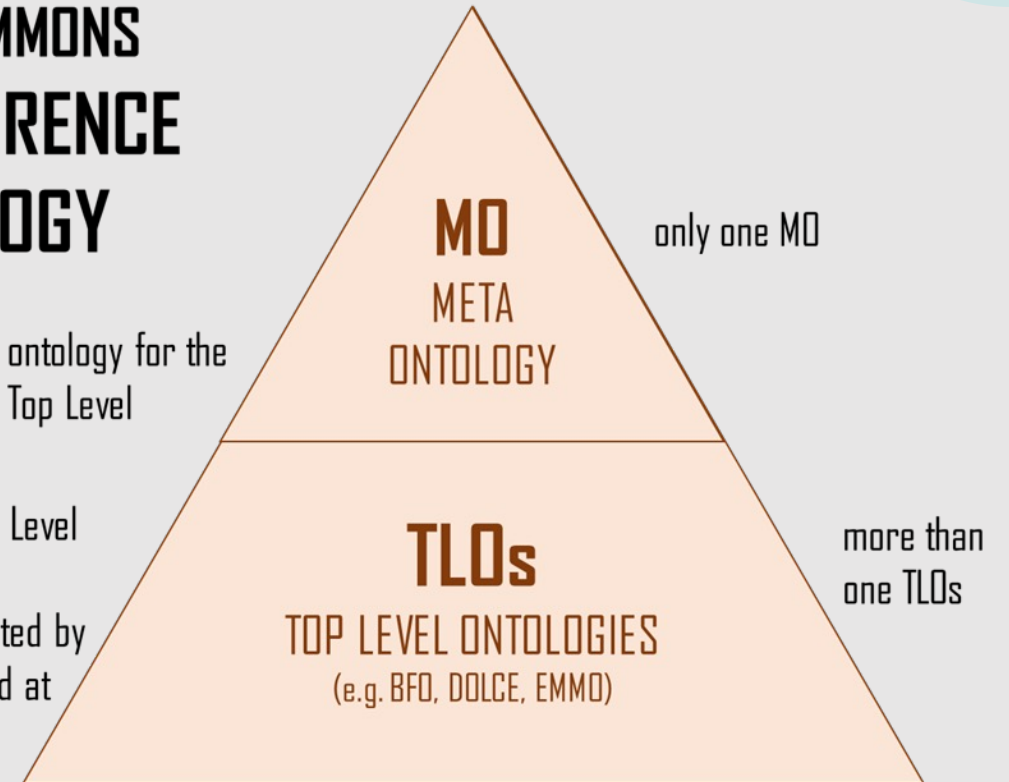 MMONS
RENCE
OGY
ontology for the
Top Level
Level
ted by
d at
MO
META
ONTOLOGY
only one MO
TLOs
TOP LEVEL ONTOLOGIES
(e.g. BFO, DOLCE, EMMO)
more than
one TLOs